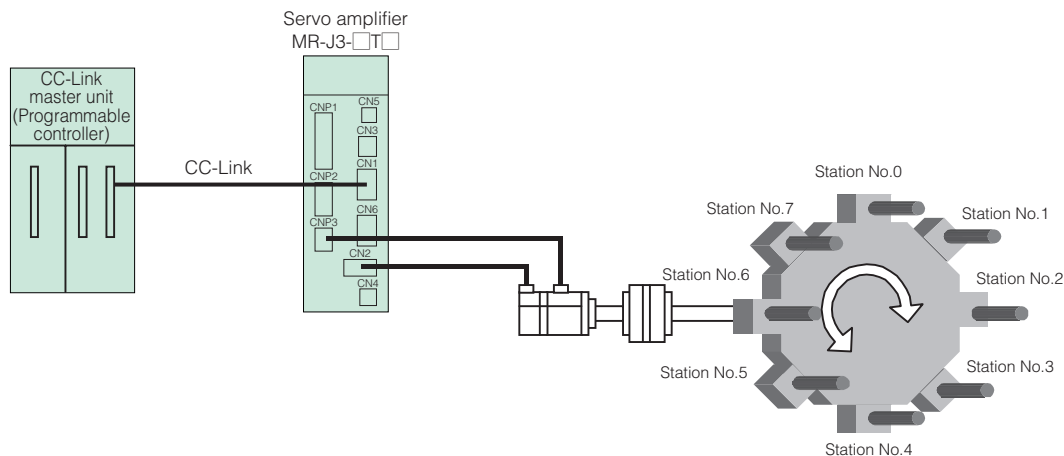 Servo amplifier
MR-J3-□T□
CC-Link
master unit
(Programmable
controller)
CNP1
CN5
CN3
CN1
CNP2
CN6
CNP3
CN2
CN4
CC-Link
Station No.0
Station No.7
Station No.1
Station No.6
Station No.2
Station No.5
Station No.3
Station No.4